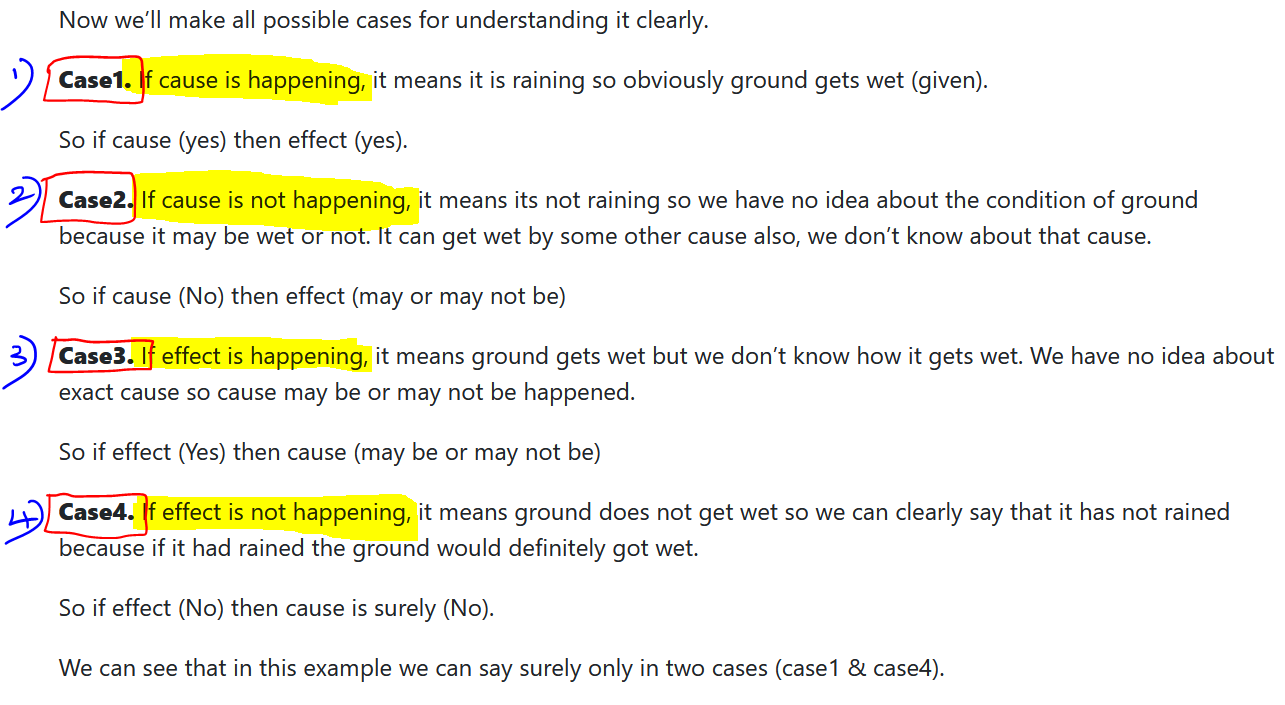 Now we’ll make all possible cases for understanding it clearly.
1) Case1. If cause is happening, it means it is raining so obviously ground gets wet (given).
So if cause (yes) then effect (yes).
2) Case2. If cause is not happening, it means its not raining so we have no idea about the condition of ground
because it may be wet or not. It can get wet by some other cause also, we don’t know about that cause.
So if cause (No) then effect (may or may not be)
3) Case3. If effect is happening, it means ground gets wet but we don’t know how it gets wet. We have no idea about
exact cause so cause may be or may not be happened.
So if effect (Yes) then cause (may be or may not be)
4) Case4. If effect is not happening, it means ground does not get wet so we can clearly say that it has not rained
because if it had rained the ground would definitely got wet.
So if effect (No) then cause is surely (No).
We can see that in this example we can say surely only in two cases (case1 & case4).